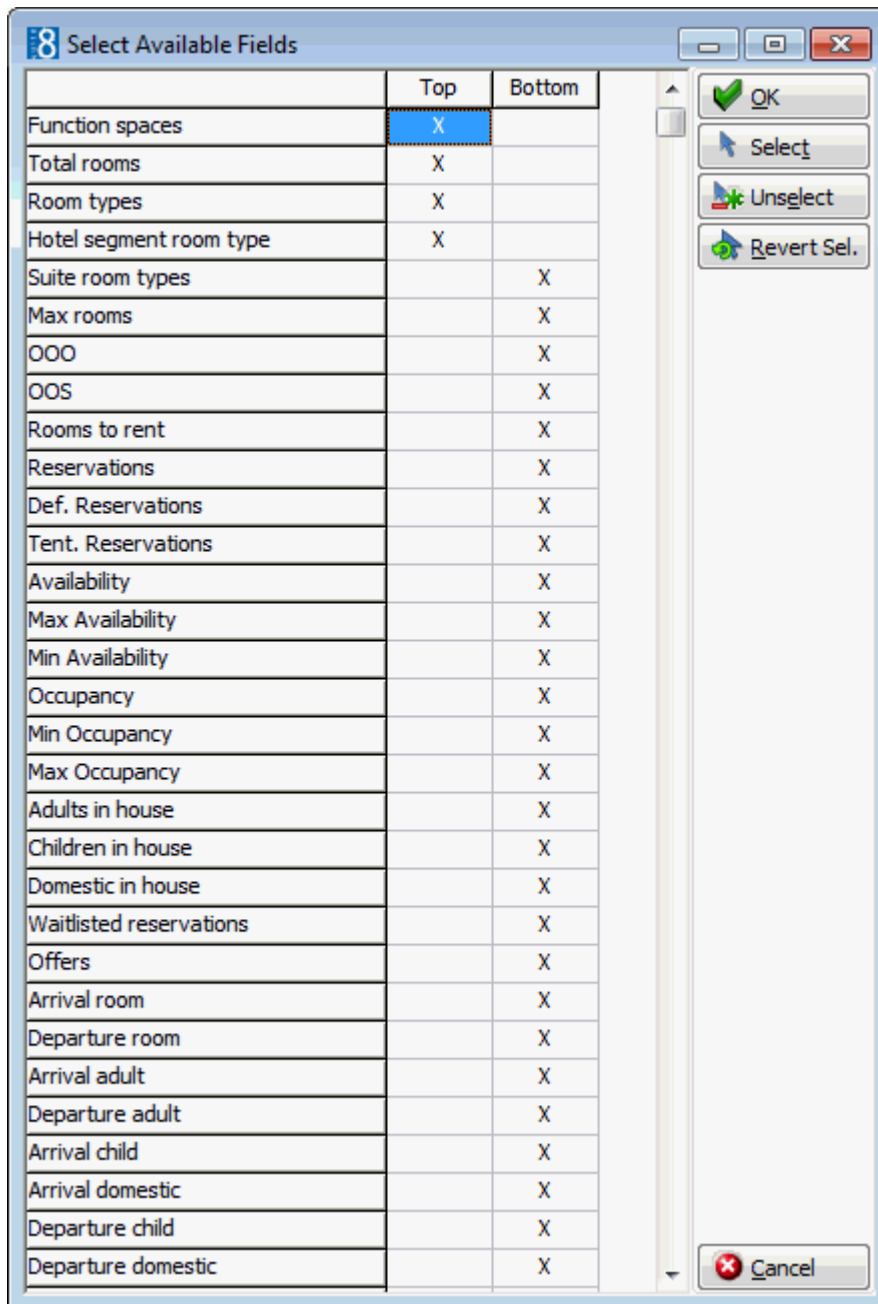 8 Select Available Fields
Top Bottom
Function spaces X
Total rooms X
Room types X
Hotel segment room type X
Suite room types X
Max rooms X
OOO X
OOS X
Rooms to rent X
Reservations X
Def. Reservations X
Tent. Reservations X
Availability X
Max Availability X
Min Availability X
Occupancy X
Min Occupancy X
Max Occupancy X
Adults in house X
Children in house X
Domestic in house X
Waitlisted reservations X
Offers X
Arrival room X
Departure room X
Arrival adult X
Departure adult X
Arrival child X
Arrival domestic X
Departure child X
Departure domestic X
OK
Select
Unselect
Revert Sel.
Cancel